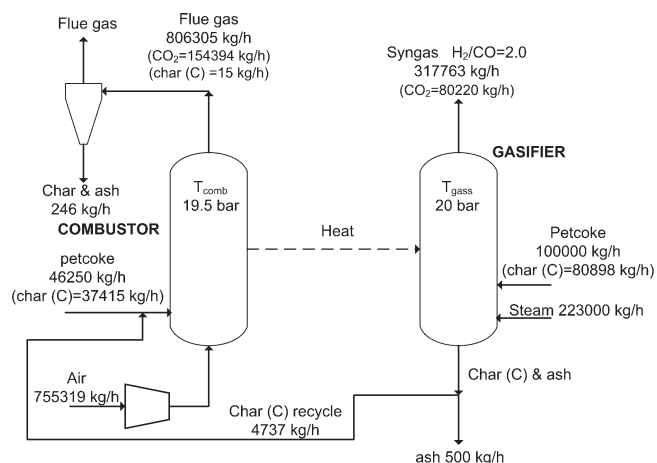 Flue gas
Flue gas
806305 kg/h
(CO₂=154394 kg/h)
(char (C) =15 kg/h)
Syngas H₂/CO=2.0
317763 kg/h
(CO₂=80220 kg/h)
GASIFIER
T comb
19.5 bar
T gass
20 bar
Char & ash
246 kg/h
COMBUSTOR
Heat
petcoke
46250 kg/h
(char (C)=37415 kg/h)
Petcoke
100000 kg/h
(char (C)=80898 kg/h)
Steam 223000 kg/h
Air
755319 kg/h
Char (C) & ash
Char (C) recycle
4737 kg/h
ash 500 kg/h